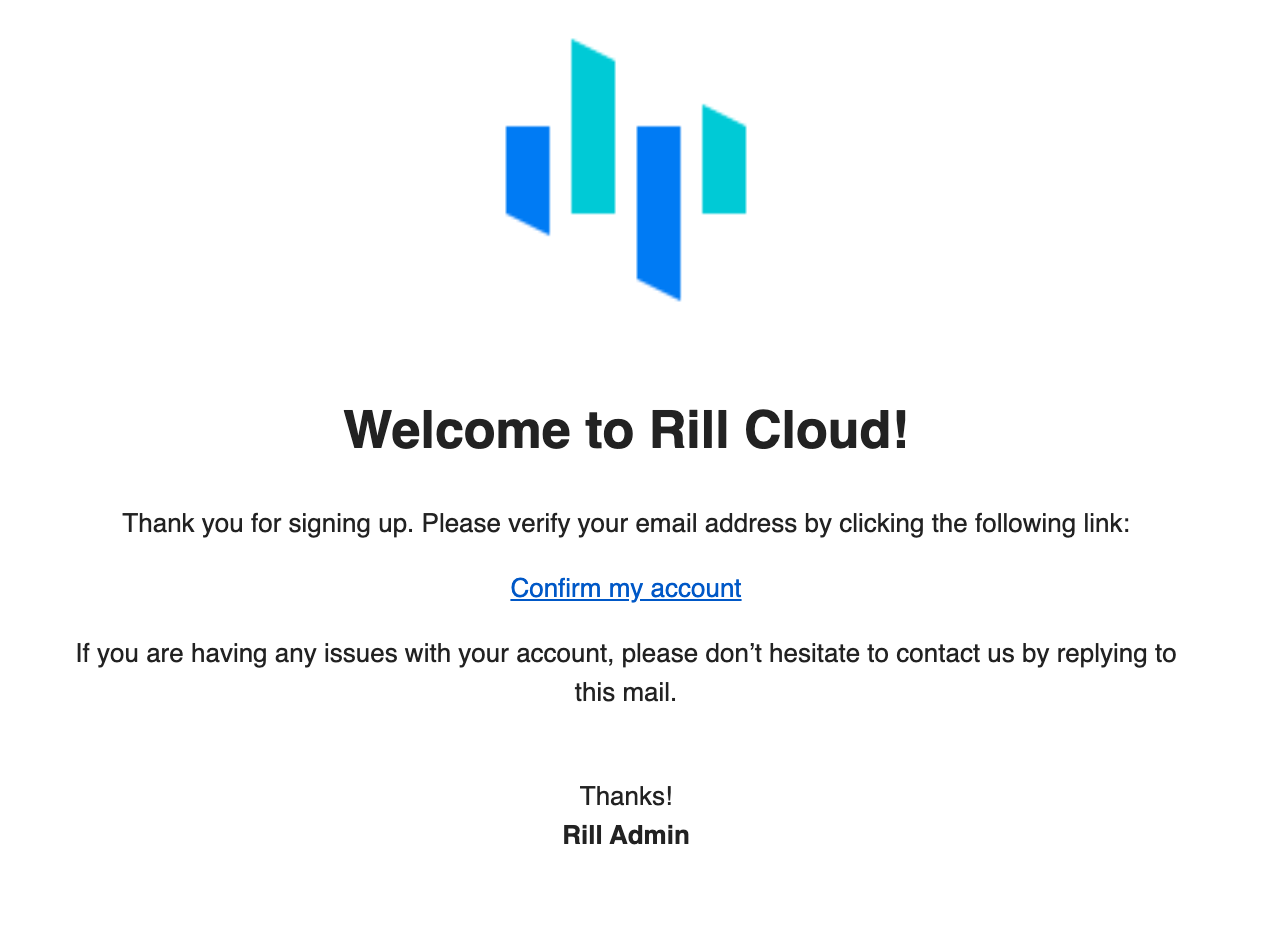 Welcome to Rill Cloud!
Thank you for signing up. Please verify your email address by clicking the following link:
Confirm my account
If you are having any issues with your account, please don’t hesitate to contact us by replying to
this mail.
Thanks!
Rill Admin